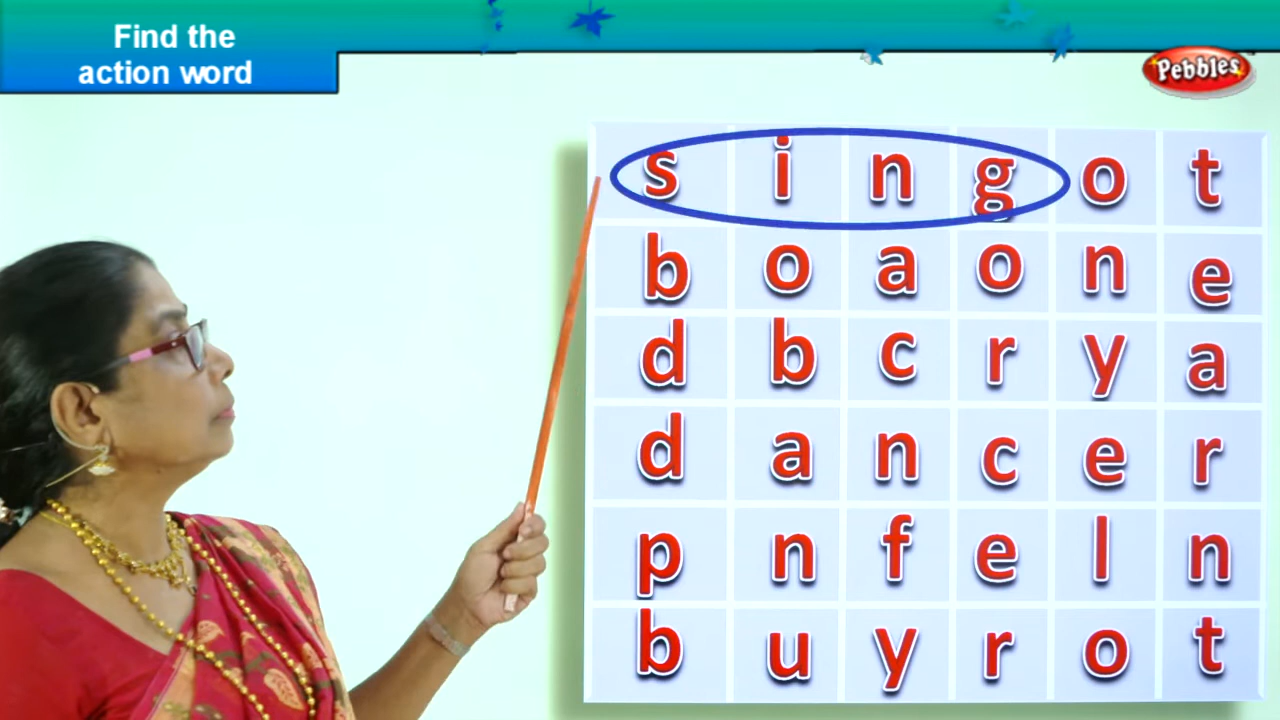 Find the
action word
Pebbles
s i n g o t
b o a o n e
d b c r y a
d a n c e r
p n f e l n
b u y r o t